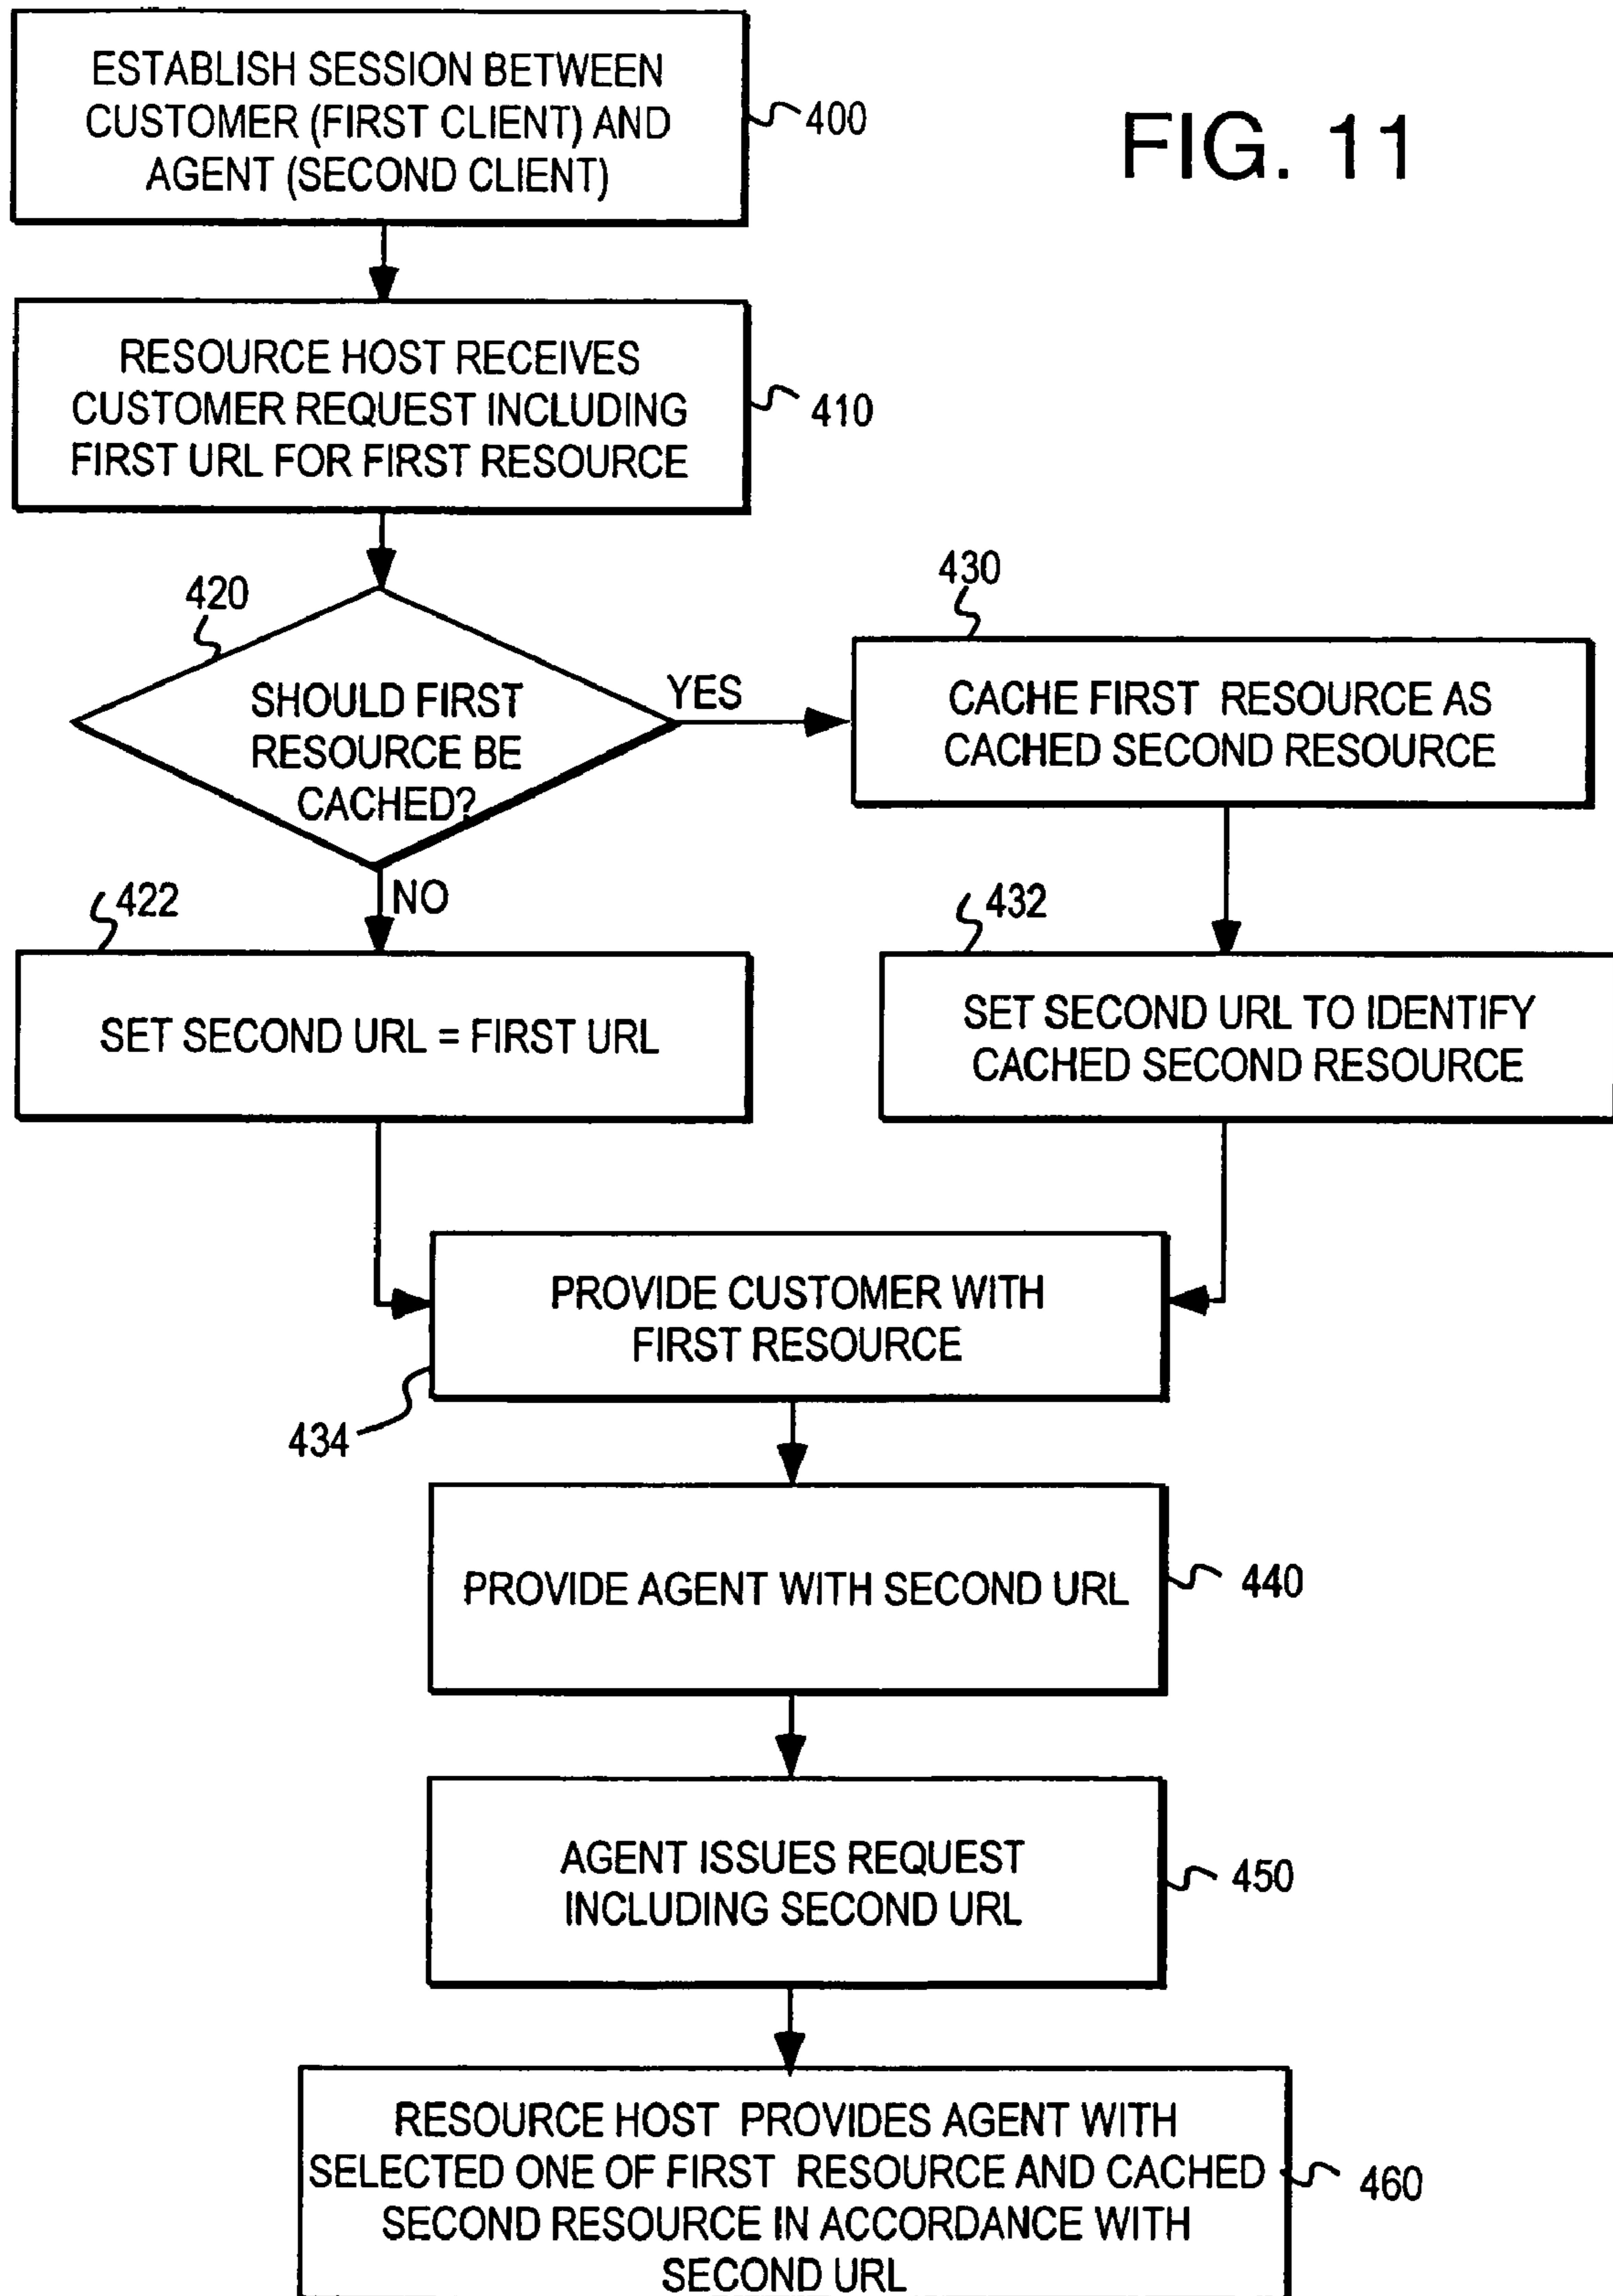 ESTABLISH SESSION BETWEEN
CUSTOMER (FIRST CLIENT) AND
AGENT (SECOND CLIENT)
400
FIG. 11
RESOURCE HOST RECEIVES
CUSTOMER REQUEST INCLUDING
FIRST URL FOR FIRST RESOURCE
410
420
SHOULD FIRST
RESOURCE BE
CACHED?
YES
NO
430
CACHE FIRST RESOURCE AS
CACHED SECOND RESOURCE
422
SET SECOND URL = FIRST URL
432
SET SECOND URL TO IDENTIFY
CACHED SECOND RESOURCE
PROVIDE CUSTOMER WITH
FIRST RESOURCE
434
PROVIDE AGENT WITH SECOND URL
440
AGENT ISSUES REQUEST
INCLUDING SECOND URL
450
RESOURCE HOST PROVIDES AGENT WITH
SELECTED ONE OF FIRST RESOURCE AND CACHED
SECOND RESOURCE IN ACCORDANCE WITH
SECOND URL
460